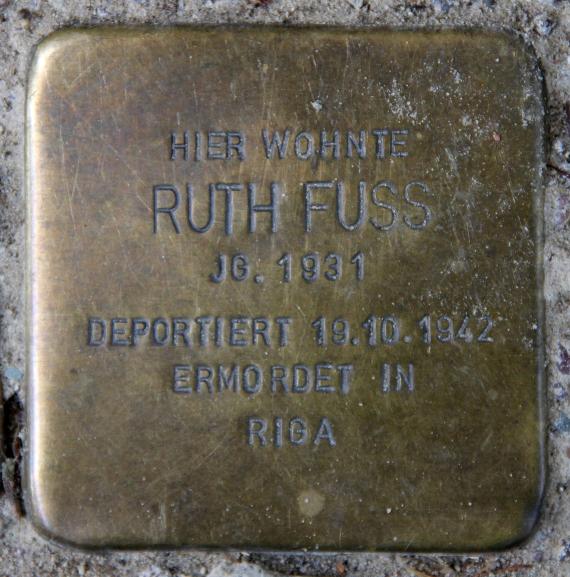 HIER WOHNTE
RUTH FUSS
JG. 1931
DEPORTIERT 19.10.1942
ERMORDET IN
RIGA